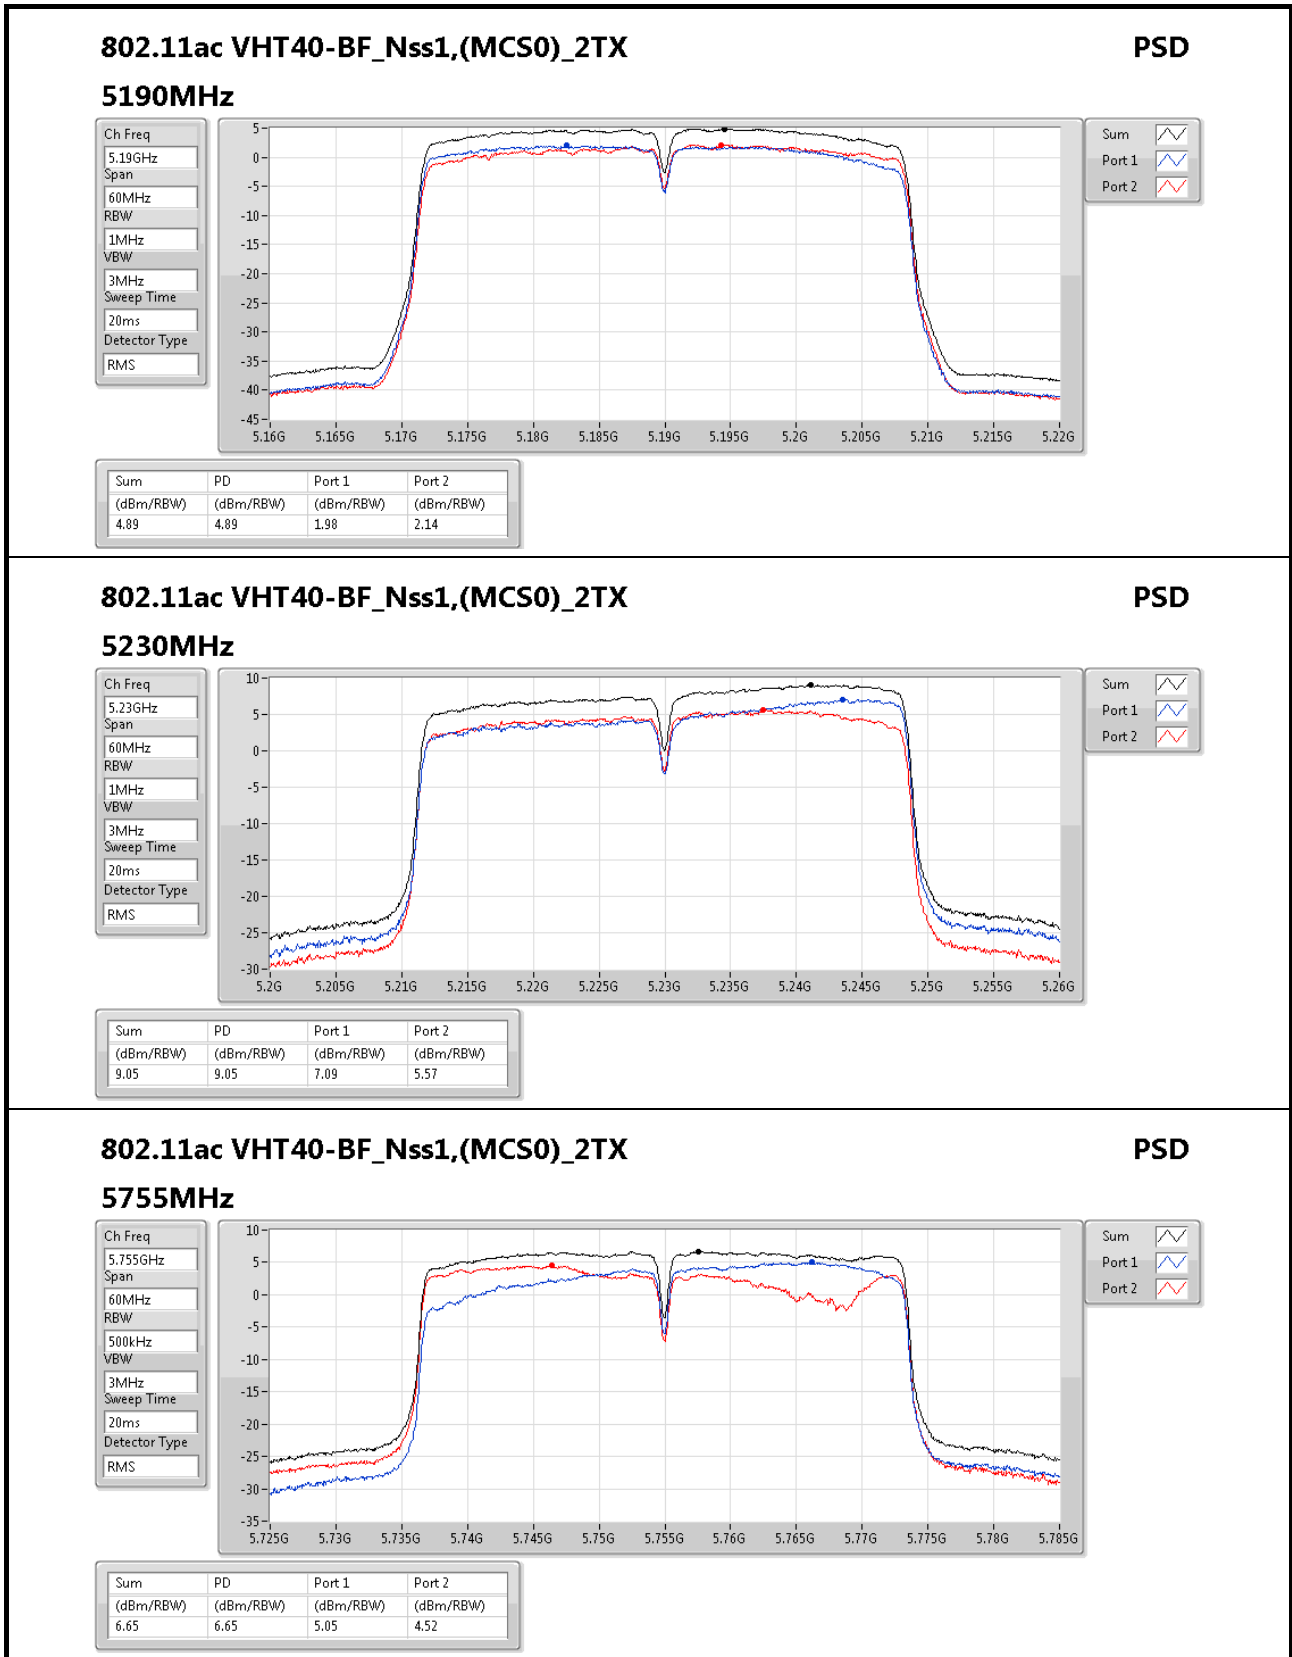 802.11ac VHT40-BF_Nss1,(MCS0)_2TX PSD
5190MHz
Ch Freq
5.19GHz
Span
60MHz
RBW
1MHz
VBW
3MHz
Sweep Time
20ms
Detector Type
RMS
5
0
-5
-10
-15
-20
-25
-30
-35
-40
-45
5.16G 5.165G 5.17G 5.175G 5.18G 5.185G 5.19G 5.195G 5.2G 5.205G 5.21G 5.215G 5.22G
Sum
Port 1
Port 2
Sum PD Port 1 Port 2
(dBm/RBW) (dBm/RBW) (dBm/RBW) (dBm/RBW)
4.89 4.89 1.98 2.14
802.11ac VHT40-BF_Nss1,(MCS0)_2TX PSD
5230MHz
Ch Freq
5.23GHz
Span
60MHz
RBW
1MHz
VBW
3MHz
Sweep Time
20ms
Detector Type
RMS
10
5
0
-5
-10
-15
-20
-25
-30
5.2G 5.205G 5.21G 5.215G 5.22G 5.225G 5.23G 5.235G 5.24G 5.245G 5.25G 5.255G 5.26G
Sum
Port 1
Port 2
Sum PD Port 1 Port 2
(dBm/RBW) (dBm/RBW) (dBm/RBW) (dBm/RBW)
9.05 9.05 7.09 5.57
802.11ac VHT40-BF_Nss1,(MCS0)_2TX PSD
5755MHz
Ch Freq
5.755GHz
Span
60MHz
RBW
500kHz
VBW
3MHz
Sweep Time
20ms
Detector Type
RMS
10
5
0
-5
-10
-15
-20
-25
-30
-35
5.725G 5.73G 5.735G 5.74G 5.745G 5.75G 5.755G 5.76G 5.765G 5.77G 5.775G 5.78G 5.785G
Sum
Port 1
Port 2
Sum PD Port 1 Port 2
(dBm/RBW) (dBm/RBW) (dBm/RBW) (dBm/RBW)
6.65 6.65 5.05 4.52